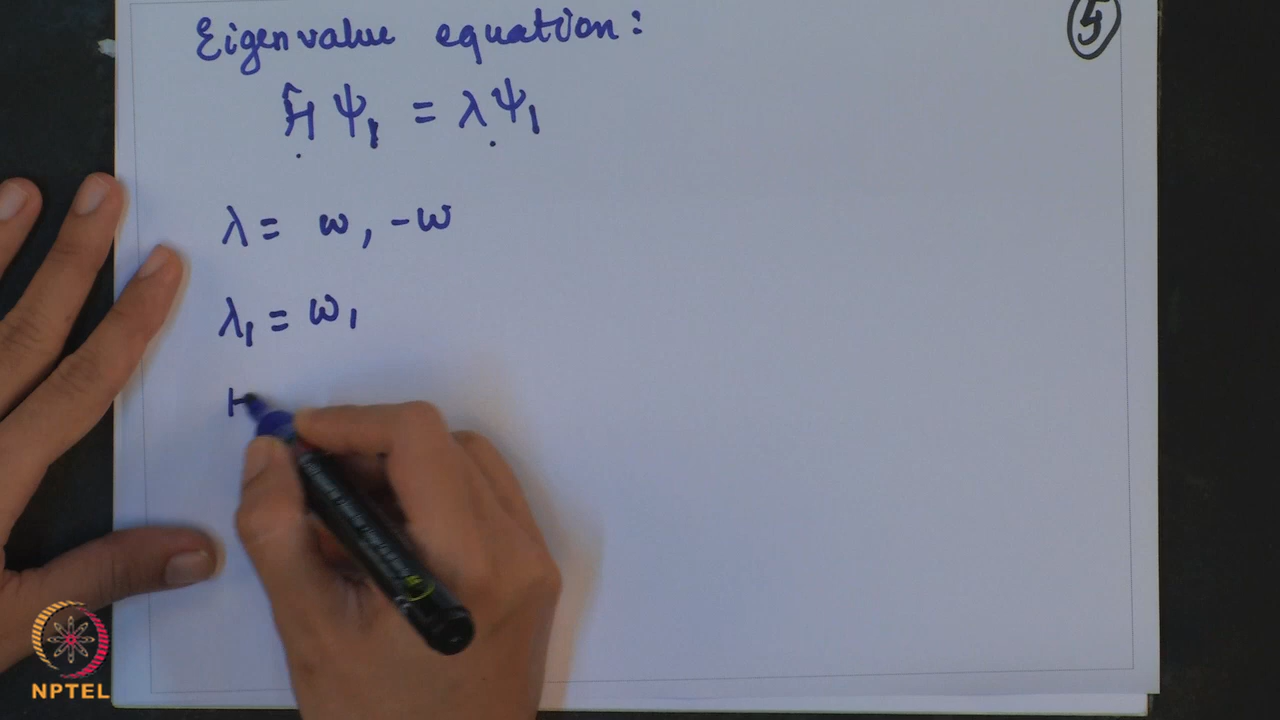 Eigenvalue equation: 5
Ĥ ψ₁ = λ ψ₁
λ = ω, -ω
λ₁ = ω₁
H
NPTEL